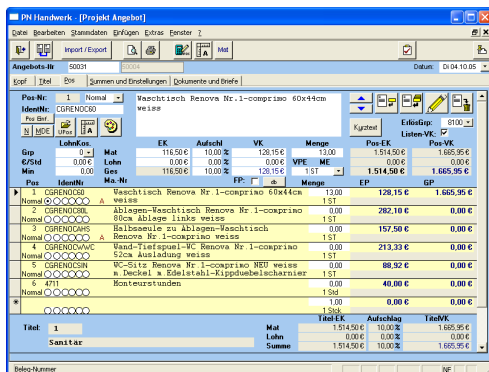 PN Handwerk - [Projekt Angebot]
Datei Bearbeiten Stammdaten Einfügen Extras Fenster ?
Import / Export Mat
Angebots-Nr 50031 50004 Datum: Di 04.10.05
Kopf Titel Pos Summen und Einstellungen Dokumente und Briefe
Pos-Nr: 1 Normal Waschtisch Renova Nr.1-comprimo 60x44cm
IdentNr: CGRENOC60 weiss
Pos Einf. ErlösGrp: 8100
N MDE UPos Kurztext Listen-VK:
LohnKos. EK Aufschl VK Menge Pos-EK Pos-VK
Grp 0 Mat 116,50 € 10,00 % 128,15 € 13,00 1.514,50 € 1.665,95 €
€/Std 0,00 € Lohn 0,00 € 10,00 % 0,00 € VPE ME 0,00 € 0,00 €
Min 0,00 Ges 116,50 € 10,00 % 128,15 € 1 ST 1.514,50 € 1.665,95 €
Pos IdentNr Ma.-Nr FP: Menge EP GP
1 CGRENOC60 Waschtisch Renova Nr.1-comprimo 60x44cm 13,00 128,15 € 1.665,95 €
Normal A weiss 1 ST
2 CGRENOC80L Ablagen-Waschtisch Renova Nr.1-comprimo 0,00 282,10 € 0,00 €
Normal 80cm Ablage links weiss 1 ST
3 CGRENOCAHS Halbsaeule zu Ablagen-Waschtisch 0,00 157,50 € 0,00 €
Normal A Renova Nr.1-comprimo weiss 1 ST
4 CGRENOCWWC Wand-Tiefspuel-WC Renova Nr.1-comprimo 0,00 213,33 € 0,00 €
Normal 52cm Ausladung weiss 1 ST
5 CGRENOCSIN WC-Sitz Renova Nr.1-comprimo NEU weiss 0,00 88,92 € 0,00 €
Normal m.Deckel m.Edelstahl-Kippduebelscharnier 1 ST
6 4711 Monteurstunden 0,00 40,00 € 0,00 €
Normal 1 Std
1,00 0,00 € 0,00 €
1 Stck
Titel-EK Aufschlag TitelVK
Titel: 1 Mat 1.514,50 € 10,00 % 1.665,95 €
Lohn 0,00 € 10,00 % 0,00 €
Sanitär Summe 1.514,50 € 10,00 % 1.665,95 €
Beleg-Nummer NF